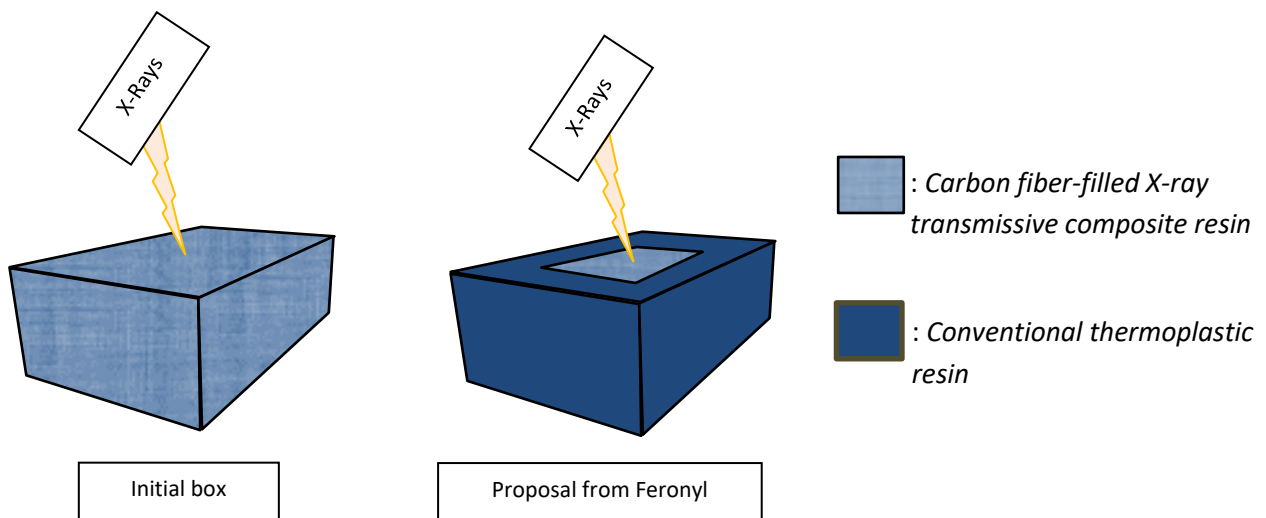 X-Rays
X-Rays
: Carbon fiber-filled X-ray
transmissive composite resin
: Conventional thermoplastic
resin
Initial box
Proposal from Feronyl